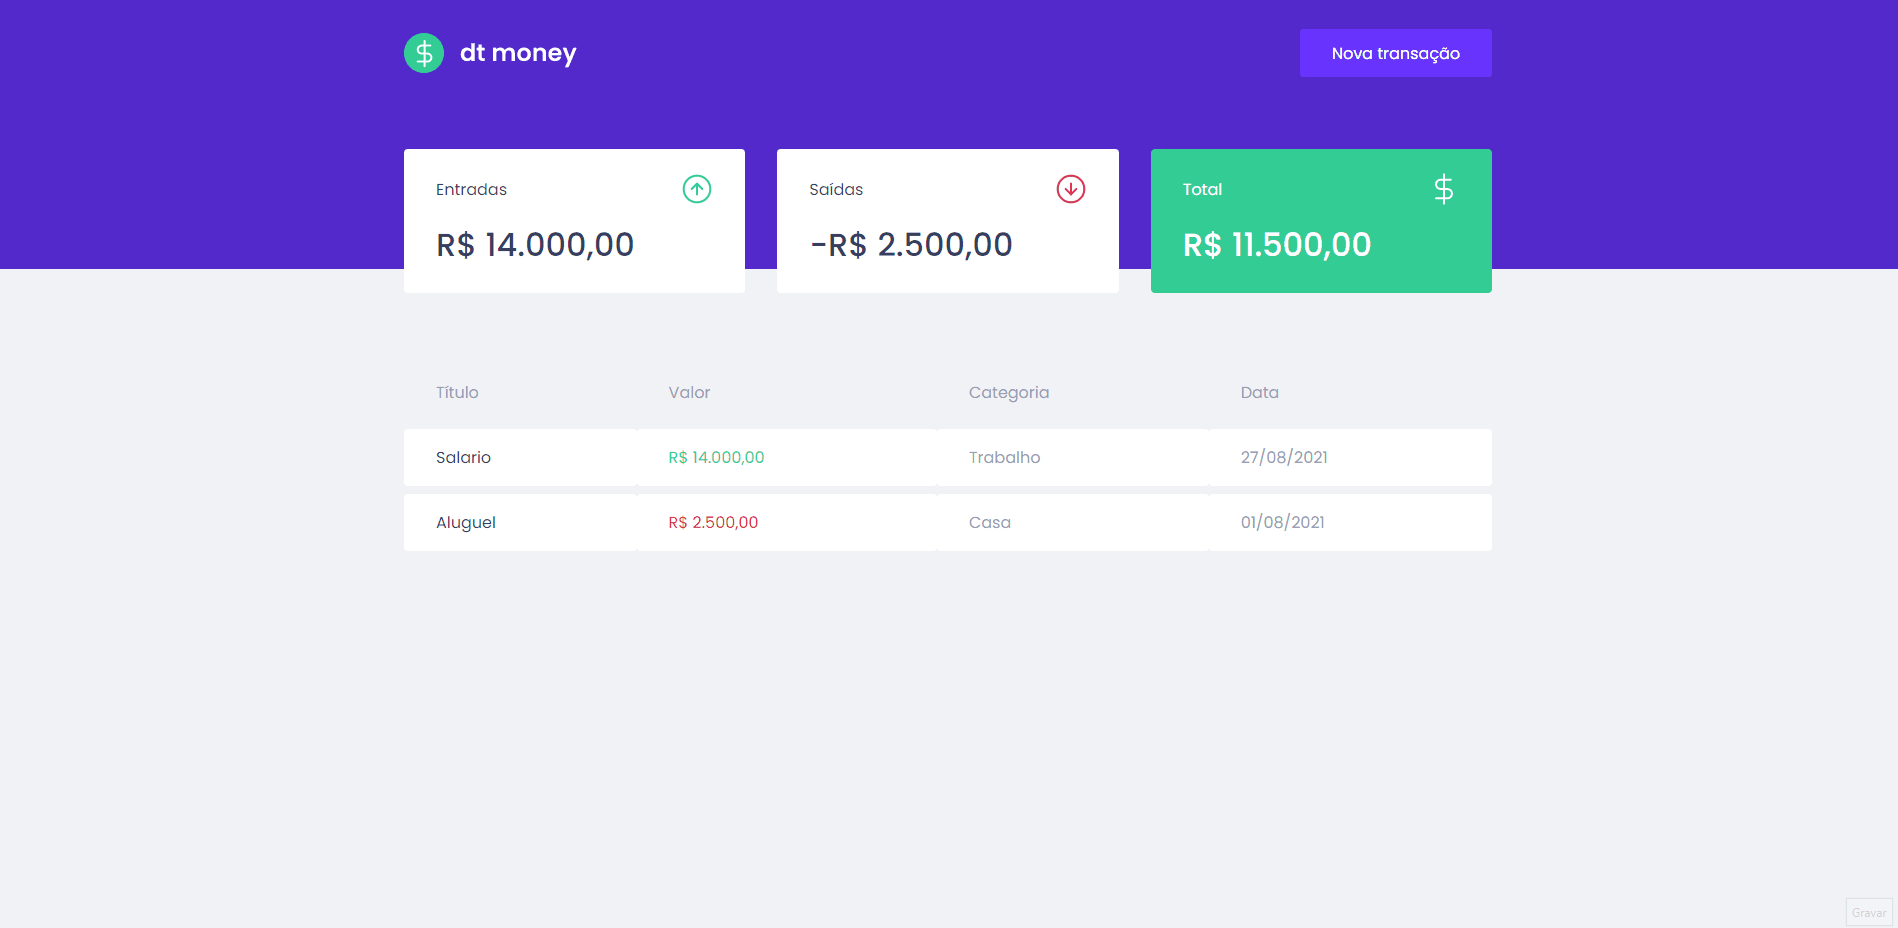 dt money
Nova transação
Entradas
R$ 14.000,00
Saídas
-R$ 2.500,00
Total
R$ 11.500,00
Título Valor Categoria Data
Salario R$ 14.000,00 Trabalho 27/08/2021
Aluguel R$ 2.500,00 Casa 01/08/2021
Gravar